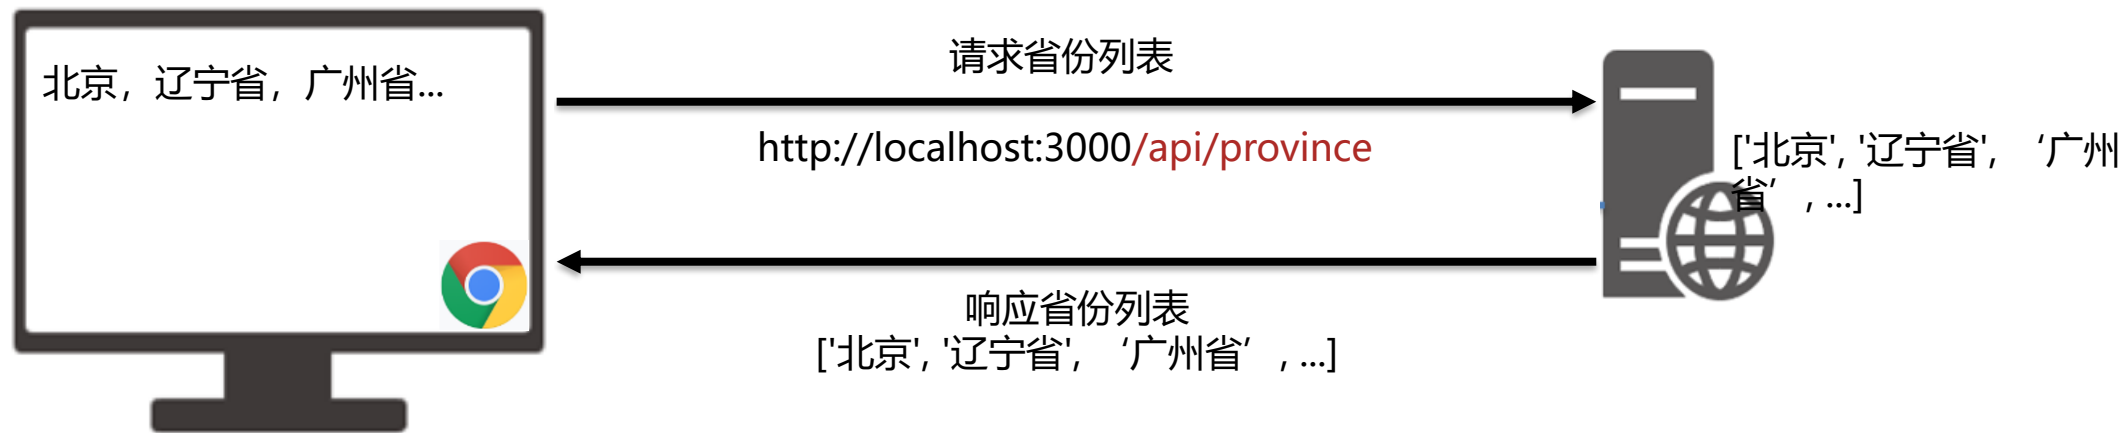 北京，辽宁省，广州省...
请求省份列表
http://localhost:3000/api/province
['北京', '辽宁省', ‘广州
省’, ...]
响应省份列表
['北京', '辽宁省', ‘广州省’, ...]